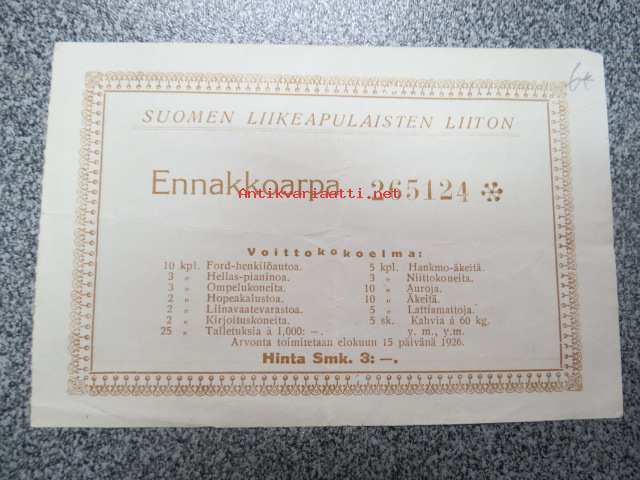 6:-
SUOMEN LIIKEAPULAISTEN LIITON
Ennakkoarpa 265124
Antikvariaatti.net
Voittokokoelma:
10 kpl. Ford-henkilöautoa. 5 kpl. Hankmo-äkeitä.
3 „ Hellas-pianinoa. 3 „ Niittokoneita.
3 „ Ompelukoneita. 10 „ Auroja.
2 „ Hopeakalustoa. 10 „ Äkeitä.
2 „ Liinavaatevarastoa. 5 „ Lattiamattoja.
2 „ Kirjoituskoneita. 5 sk. Kahvia á 60 kg.
25 „ Talletuksia à 1,000: —. y. m., y.m.
Arvonta toimitetaan elokuun 15 päivänä 1926.
Hinta Smk. 3: —.